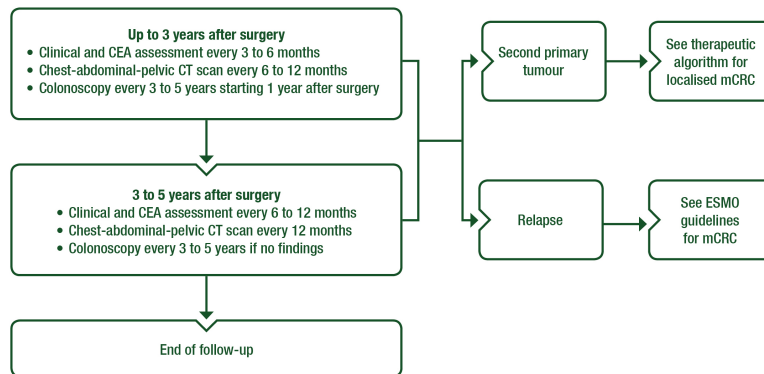 Up to 3 years after surgery
• Clinical and CEA assessment every 3 to 6 months
• Chest-abdominal-pelvic CT scan every 6 to 12 months
• Colonoscopy every 3 to 5 years starting 1 year after surgery
3 to 5 years after surgery
• Clinical and CEA assessment every 6 to 12 months
• Chest-abdominal-pelvic CT scan every 12 months
• Colonoscopy every 3 to 5 years if no findings
End of follow-up
Second primary
tumour
See therapeutic
algorithm for
localised mCRC
Relapse
See ESMO
guidelines
for mCRC